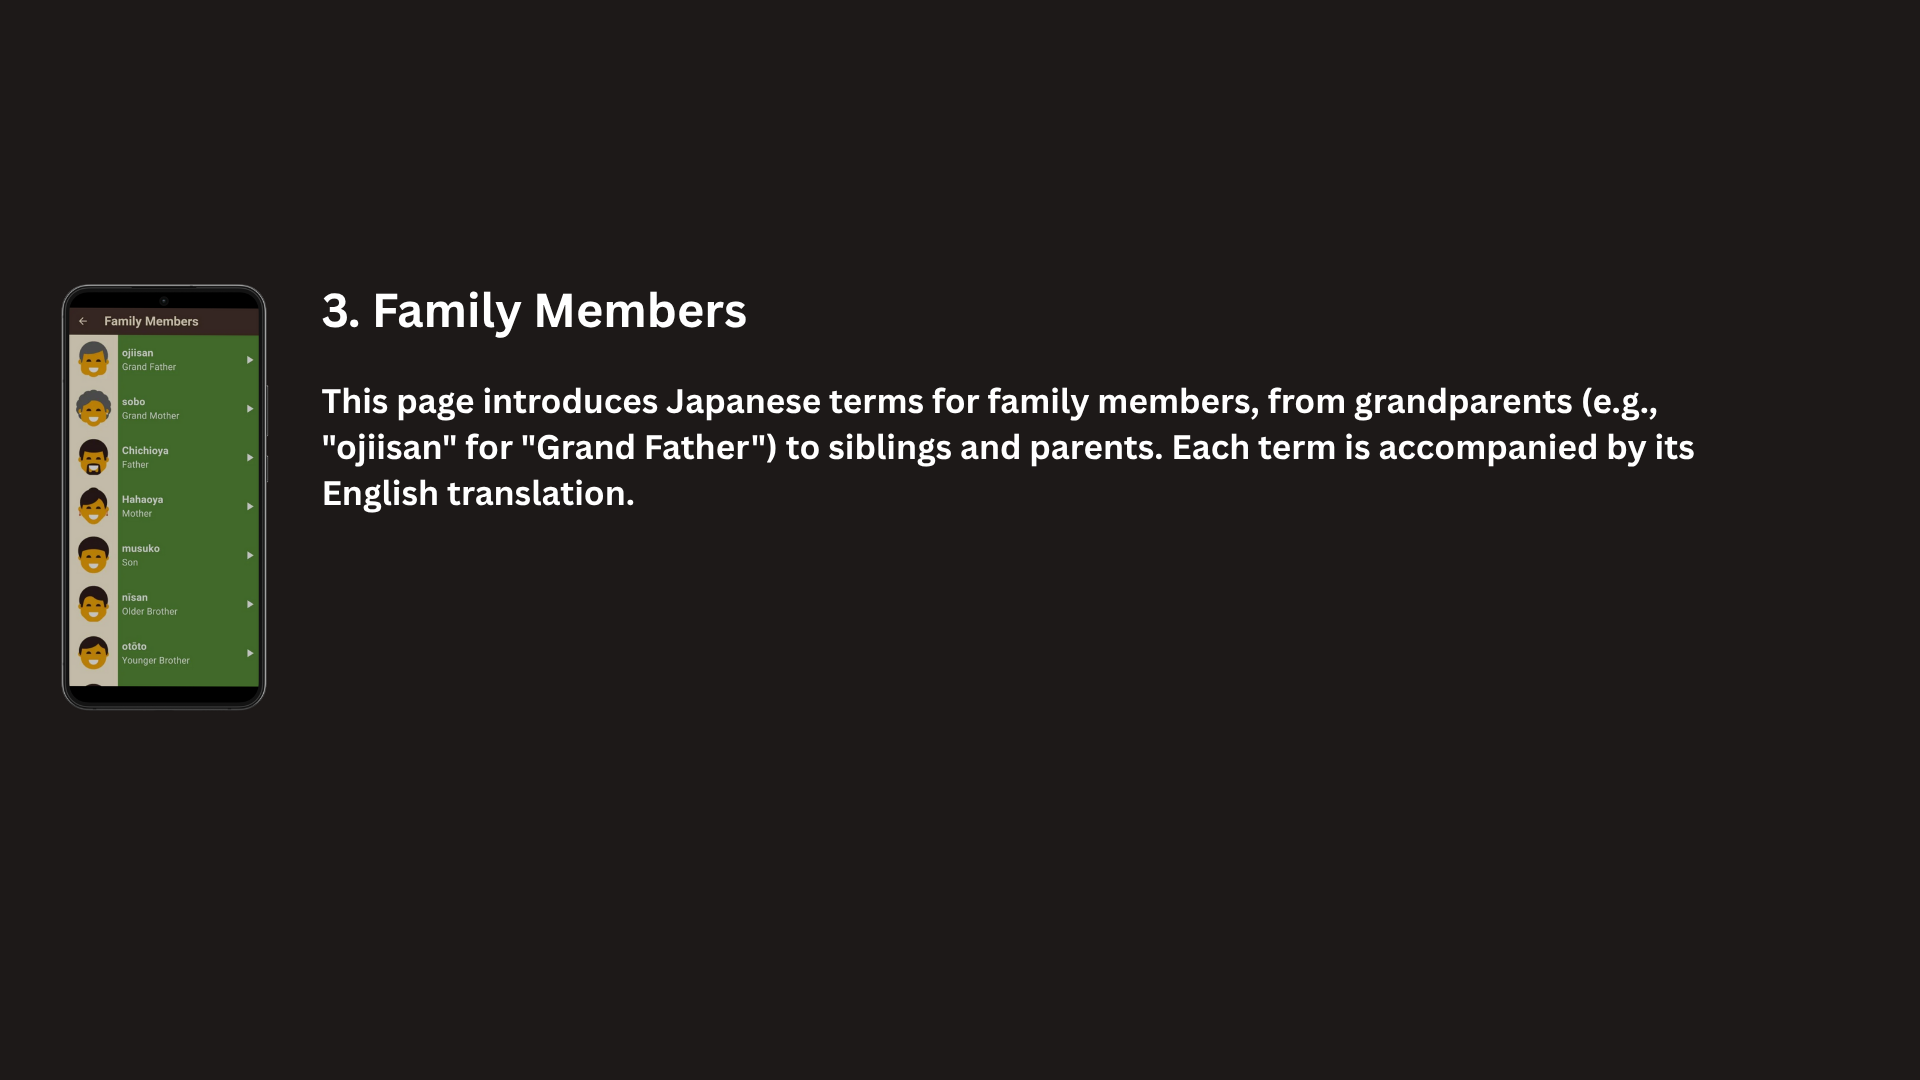 Family Members
ojiisan
Grand Father
sobo
Grand Mother
Chichioya
Father
Hahaoya
Mother
musuko
Son
nīsan
Older Brother
otōto
Younger Brother
3. Family Members
This page introduces Japanese terms for family members, from grandparents (e.g.,
"ojiisan" for "Grand Father") to siblings and parents. Each term is accompanied by its
English translation.